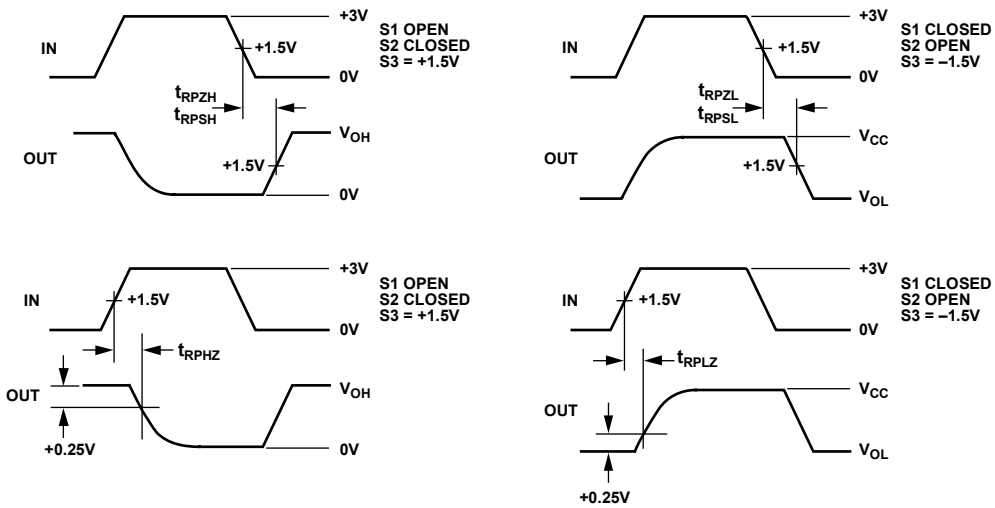 +3V
S1 OPEN
S2 CLOSED
S3 = +1.5V
IN
+1.5V
0V
tRPZH
tRPSH
VOH
OUT
+1.5V
0V
+3V
S1 CLOSED
S2 OPEN
S3 = –1.5V
IN
+1.5V
0V
tRPZL
tRPSL
VCC
OUT
+1.5V
VOL
+3V
S1 OPEN
S2 CLOSED
S3 = +1.5V
IN
+1.5V
0V
tRPHZ
VOH
OUT
+0.25V
0V
+3V
S1 CLOSED
S2 OPEN
S3 = –1.5V
IN
+1.5V
0V
tRPLZ
VCC
OUT
VOL
+0.25V